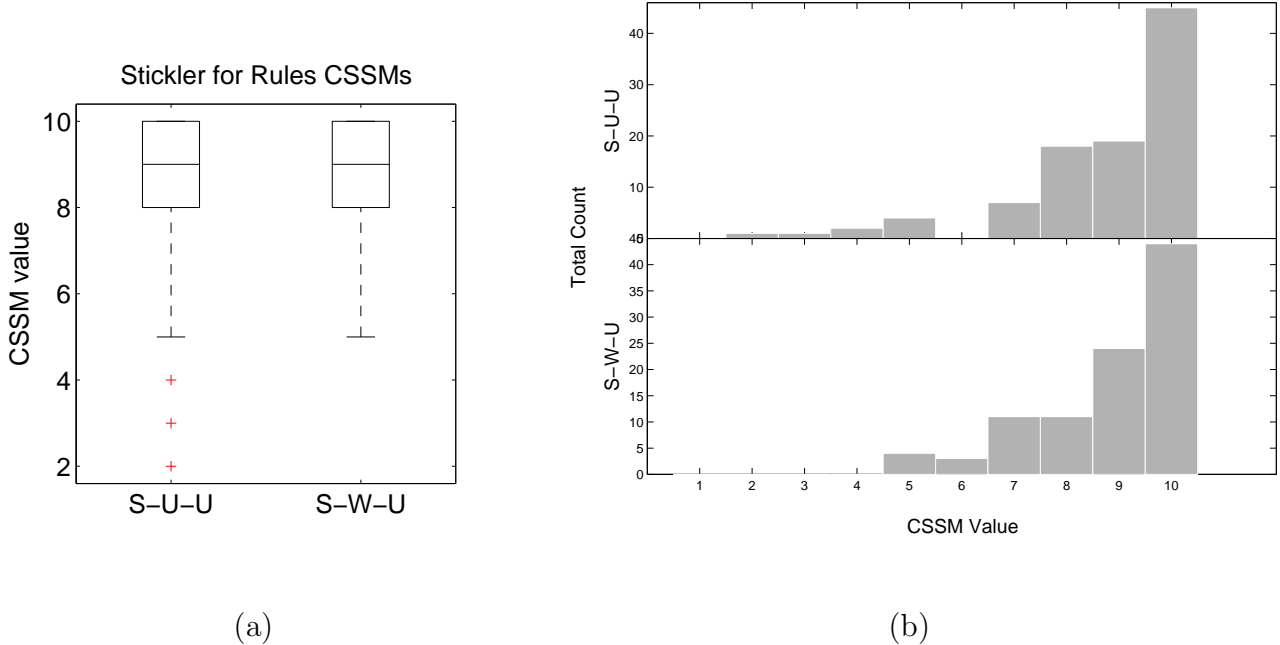 Stickler for Rules CSSMs
CSSM value
10
8
6
4
2
S−U−U
S−W−U
(a)
Total Count
S−U−U
40
30
20
10
S−W−U
40
35
30
25
20
15
10
5
0
1 2 3 4 5 6 7 8 9 10
CSSM Value
(b)